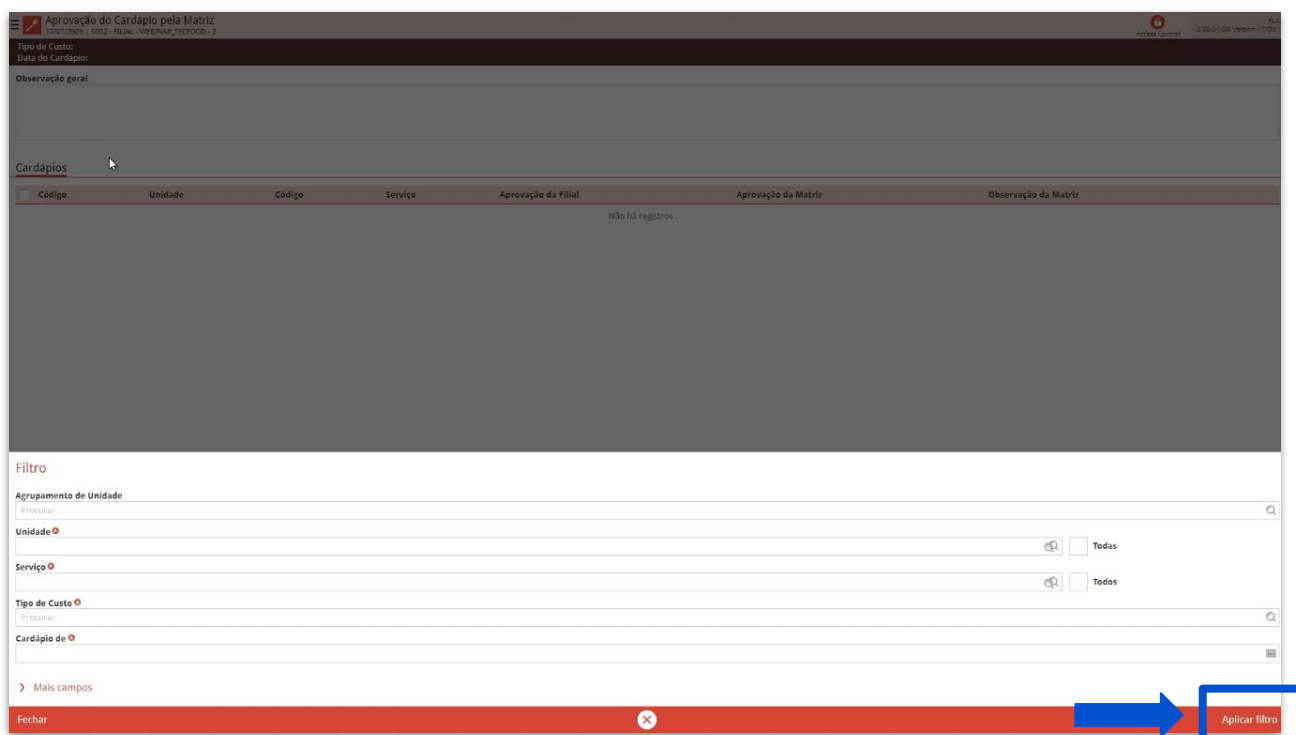 Aprovação do Cardápio pela Matriz
17/07/2023 | 0002 - FILIAL - WEBINAR_TECFOOD - 2
Access Control
Tipo de Custo:
Data do Cardápio:
Observação geral
Cardápios
Código Unidade Código Serviço Aprovação da Filial Aprovação da Matriz Observação da Matriz
Não há registros
Filtro
Agrupamento de Unidade
Procurar
Unidade
Todas
Serviço
Todos
Tipo de Custo
Procurar
Cardápio de
Mais campos
Fechar Aplicar filtro